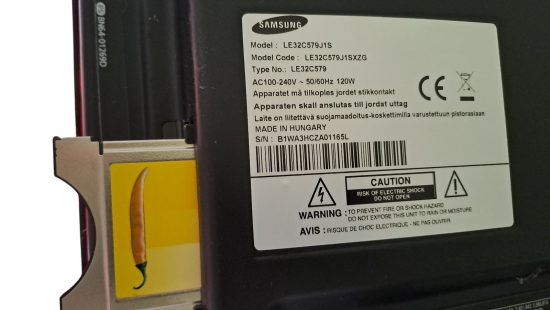 BN64-01269D
SAMSUNG
Model : LE32C579J1S
Model Code : LE32C579J1SXZG
Type No.: LE32C579
AC100-240V ~ 50/60Hz 120W
Apparatet må tilkoples jordet stikkontakt
Apparaten skall anslutas till jordat uttag
Laite on liitettävä suojamaadoitus-koskettimilla varustettuun pistorasiaan
MADE IN HUNGARY
S/N : B1WA3HCZA01165L
CE
CAUTION
RISK OF ELECTRIC SHOCK
DO NOT OPEN
WARNING : TO PREVENT FIRE OR SHOCK HAZARD
DO NOT EXPOSE THIS UNIT TO RAIN OR MOISTURE
AVIS : RISQUE DE CHOC ELECTRIQUE - NE PAS OUVRIR